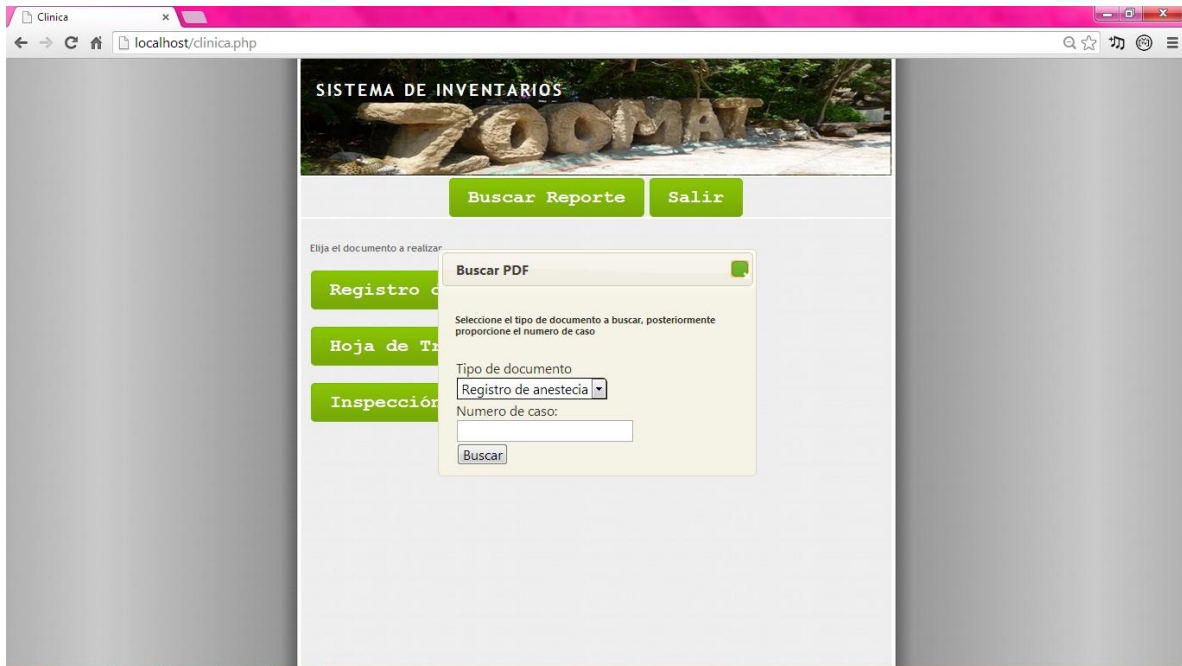 Clinica
localhost/clinica.php
SISTEMA DE INVENTARIOS
ZOOMAT
Buscar Reporte Salir
Elija el documento a realizar
Buscar PDF
Registro
Seleccione el tipo de documento a buscar, posteriormente
proporcione el numero de caso
Hoja de
Tipo de documento
Registro de anestecia
Inspección
Numero de caso:
Buscar